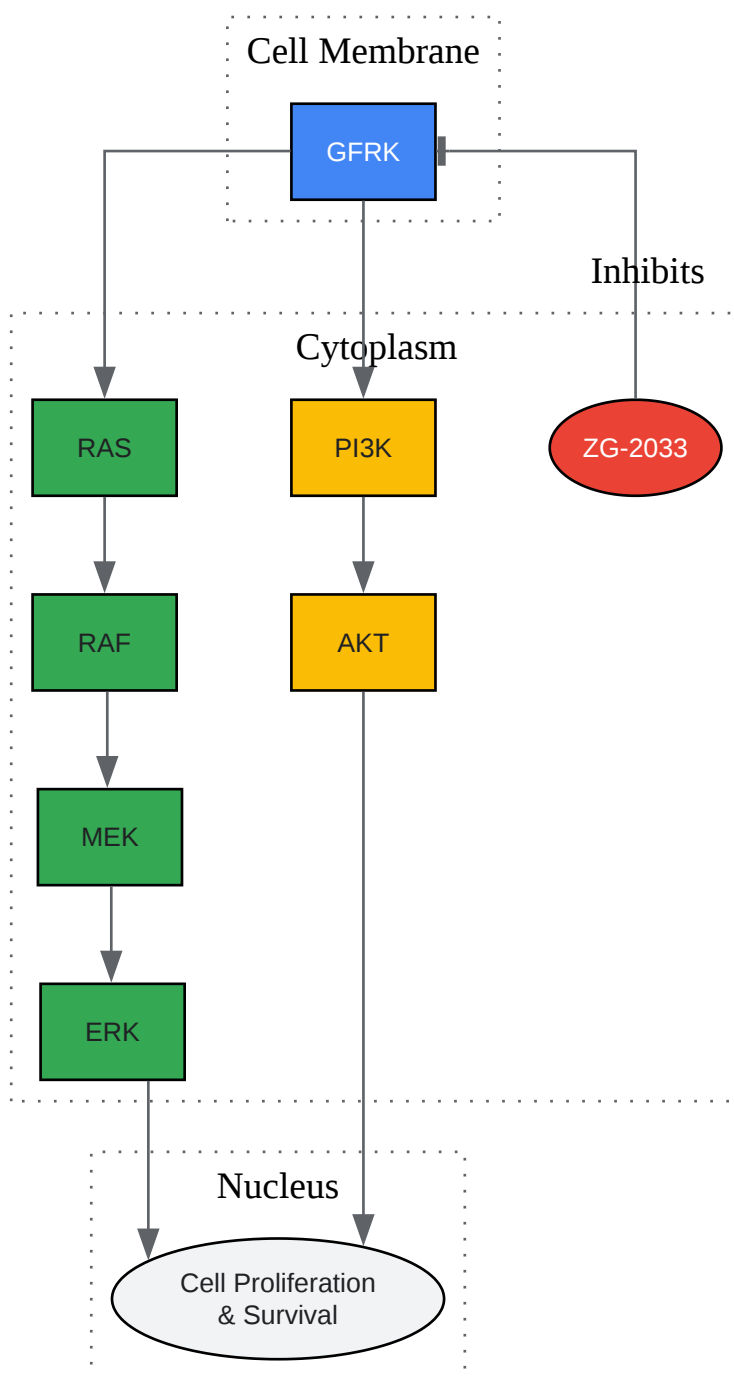 Cell Membrane
GFRK
Inhibits
Cytoplasm
RAS
PI3K
ZG-2033
RAF
AKT
MEK
ERK
Nucleus
Cell Proliferation
& Survival